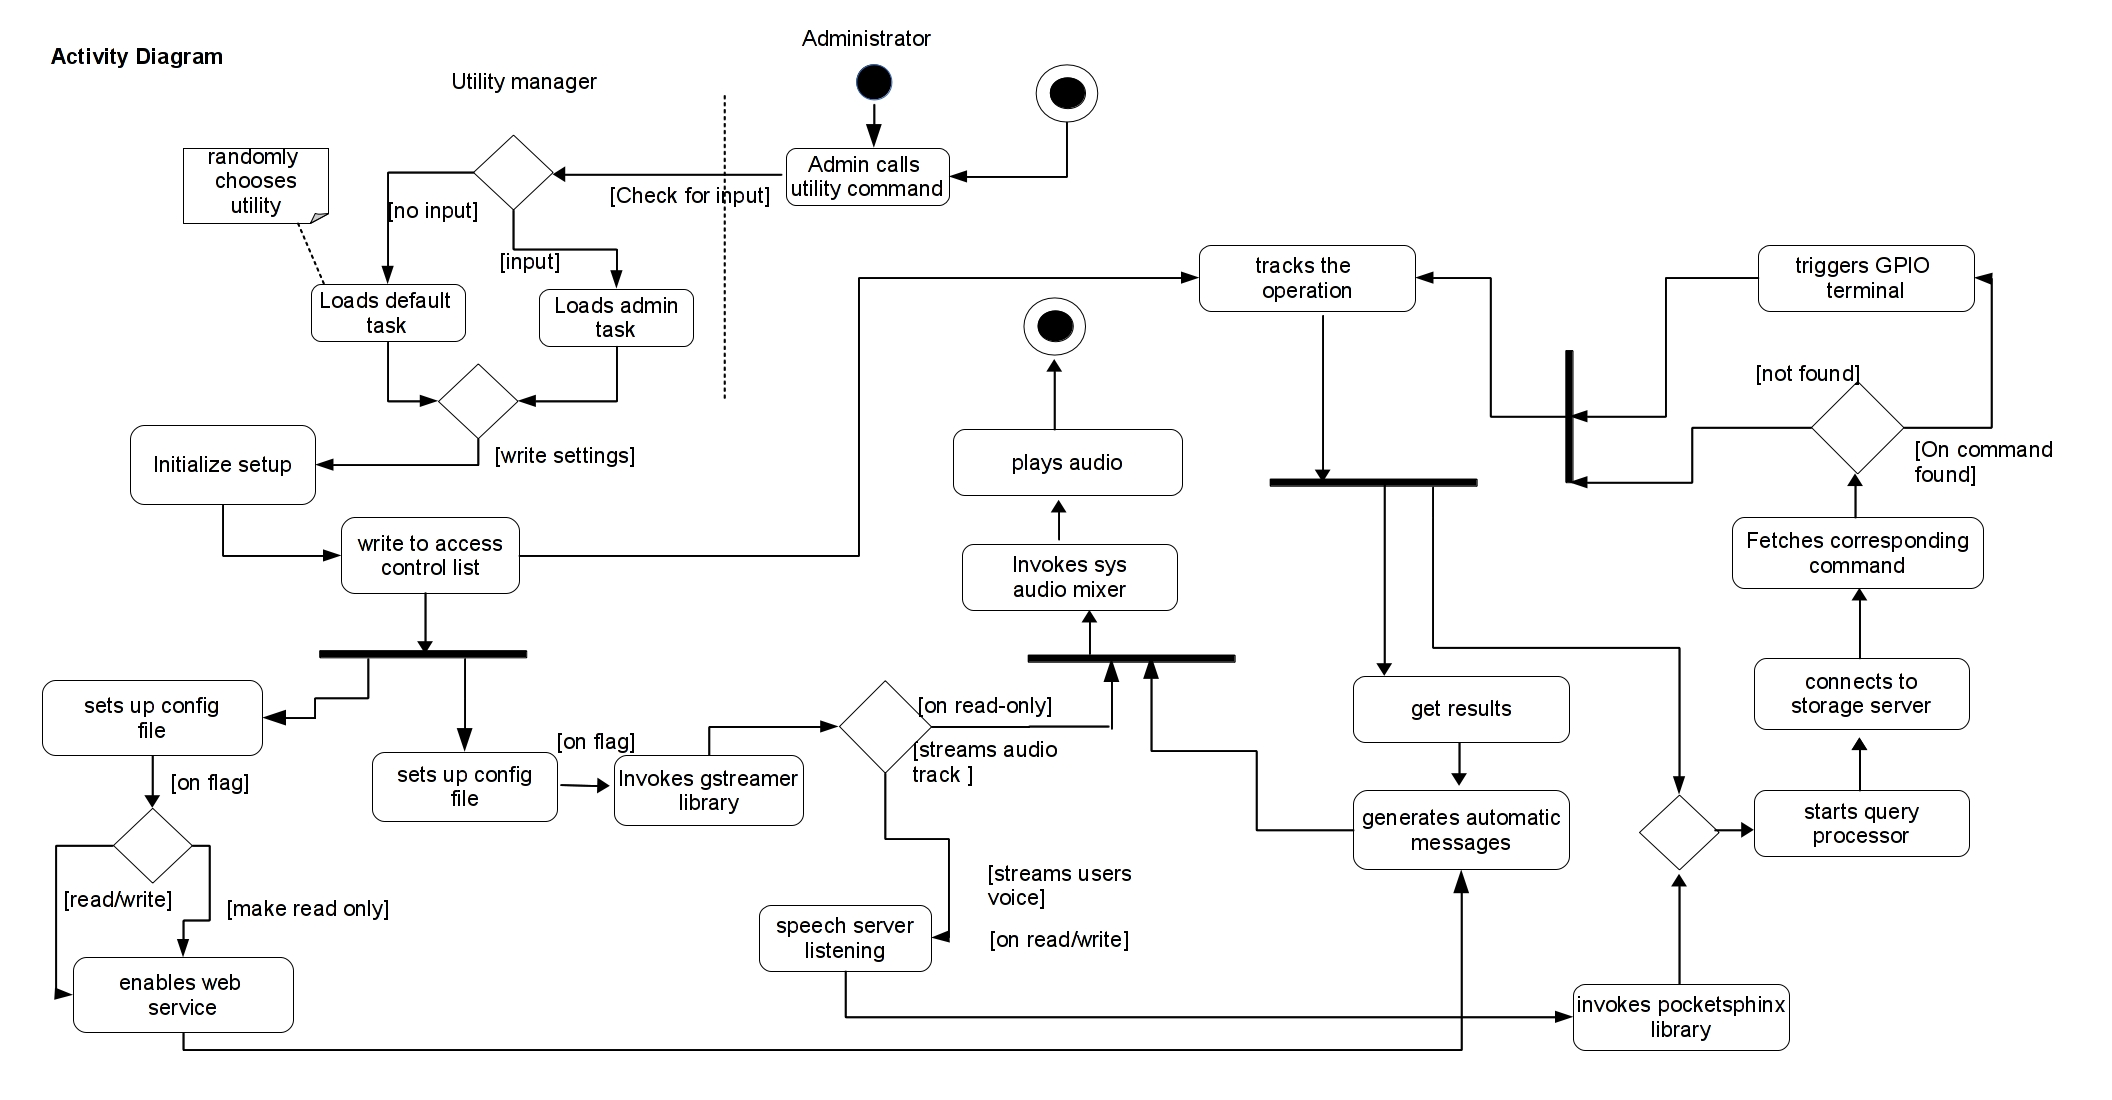 Activity Diagram
Administrator
Utility manager
randomly
chooses
utility
Admin calls
utility command
[Check for input]
[no input]
[input]
Loads default
task
Loads admin
task
[write settings]
Initialize setup
write to access
control list
tracks the
operation
triggers GPIO
terminal
[not found]
[On command
found]
plays audio
Invokes sys
audio mixer
Fetches corresponding
command
connects to
storage server
starts query
processor
get results
generates automatic
messages
sets up config
file
[on flag]
sets up config
file
[on flag]
Invokes gstreamer
library
[on read-only]
[streams audio
track ]
[read/write]
[make read only]
enables web
service
[streams users
voice]
[on read/write]
speech server
listening
invokes pocketsphinx
library